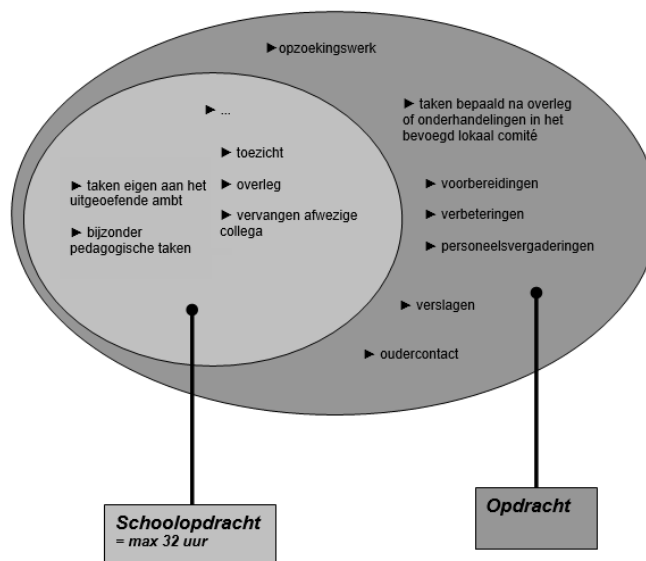 ► opzoekingswerk
► ...
► taken bepaald na overleg
of onderhandelingen in het
bevoegd lokaal comité
► toezicht
► taken eigen aan het
uitgeoefende ambt
► overleg
► voorbereidingen
► vervangen afwezige
collega
► verbeteringen
► bijzonder
pedagogische taken
► personeelsvergaderingen
► verslagen
► oudercontact
Schoolopdracht
= max 32 uur
Opdracht